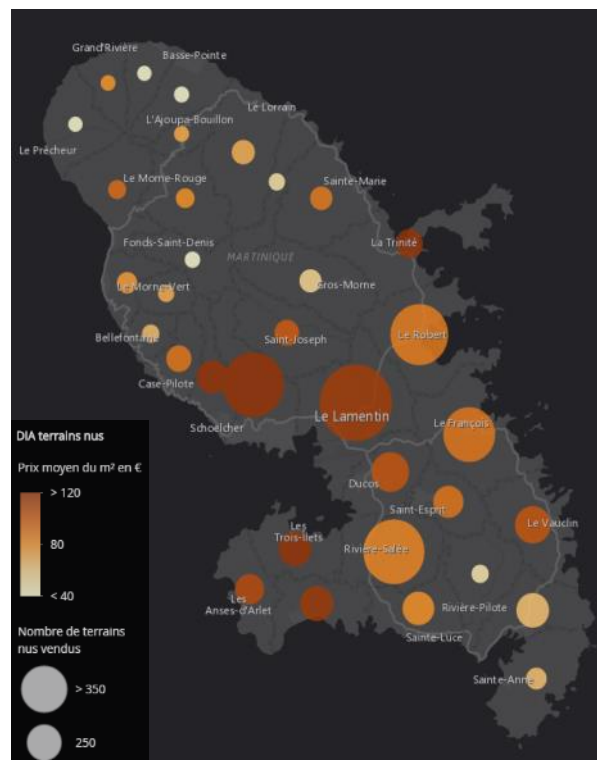 Grand'Rivière
Basse-Pointe
Le Lorrain
L'Ajoupa-Bouillon
Le Prêcheur
Le Morne-Rouge
Sainte-Marie
Fonds-Saint-Denis
La Trinité
MARTINIQUE
Le Morne-Vert
Gros-Morne
Bellefontaine
Saint-Joseph
Le Robert
Case-Pilote
Le Lamentin
Schoelcher
Le François
DIA terrains nus
Prix moyen du m² en €
> 120
80
< 40
Nombre de terrains
nus vendus
> 350
250
Ducos
Saint-Esprit
Le Vauclin
Les
Trois-Ilets
Rivière-Salée
Les
Anses-d'Arlet
Rivière-Pilote
Sainte-Luce
Sainte-Anne